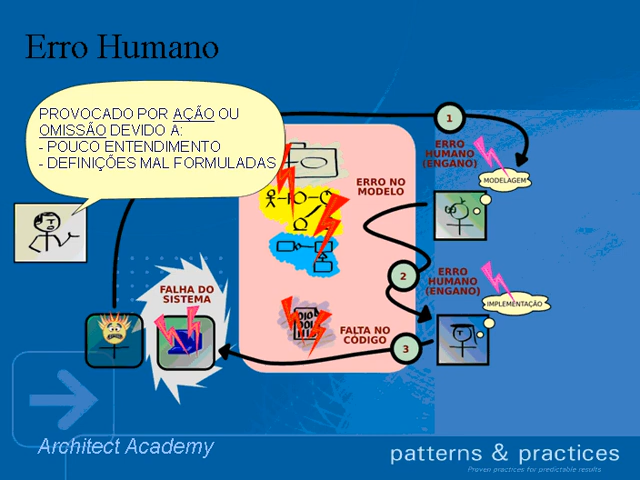 Erro Humano
PROVOCADO POR AÇÃO OU
OMISSÃO DEVIDO A:
- POUCO ENTENDIMENTO
- DEFINIÇÕES MAL FORMULADAS
1
ERRO
HUMANO
(ENGANO)
MODELAGEM
ERRO NO
MODELO
2
ERRO
HUMANO
(ENGANO)
IMPLEMENTAÇÃO
FALHA DO
SISTEMA
FALTA NO
CÓDIGO
3
Architect Academy
patterns & practices
Proven practices for predictable results